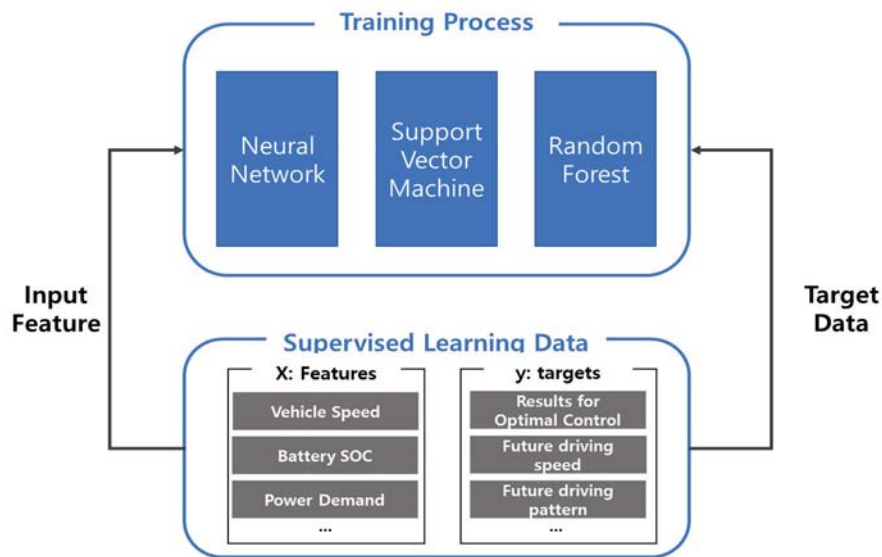 Training Process
Neural
Network
Support
Vector
Machine
Random
Forest
Input
Feature
Target
Data
Supervised Learning Data
X: Features
Vehicle Speed
Battery SOC
Power Demand
...
y: targets
Results for
Optimal Control
Future driving
speed
Future driving
pattern
...